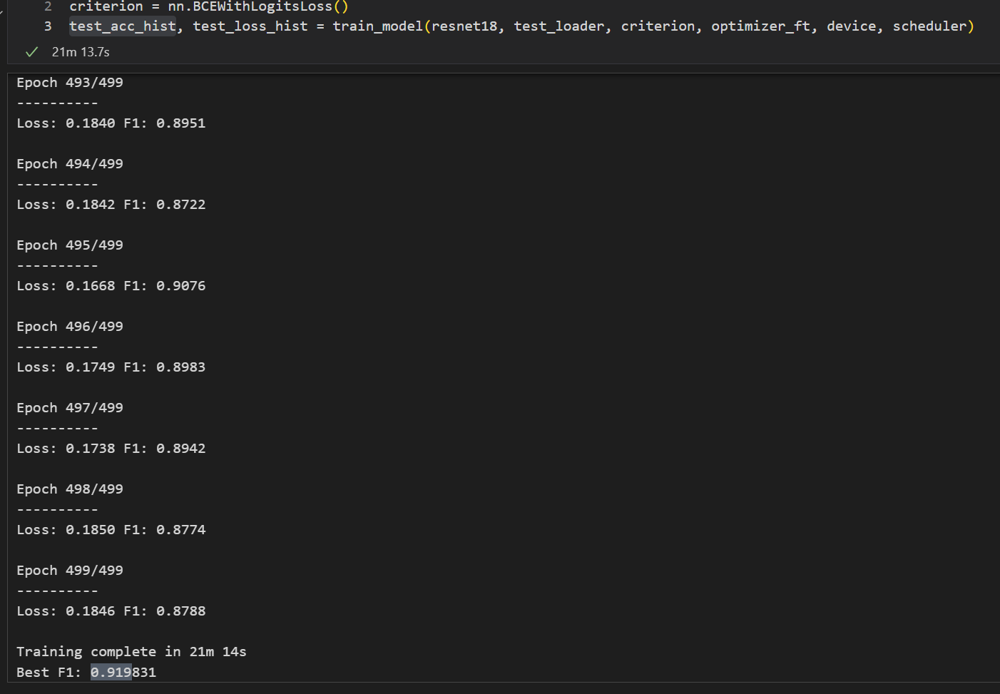 2 criterion = nn.BCEWithLogitsLoss()
3 test_acc_hist, test_loss_hist = train_model(resnet18, test_loader, criterion, optimizer_ft, device, scheduler)
21m 13.7s
Epoch 493/499
----------
Loss: 0.1840 F1: 0.8951
Epoch 494/499
----------
Loss: 0.1842 F1: 0.8722
Epoch 495/499
----------
Loss: 0.1668 F1: 0.9076
Epoch 496/499
----------
Loss: 0.1749 F1: 0.8983
Epoch 497/499
----------
Loss: 0.1738 F1: 0.8942
Epoch 498/499
----------
Loss: 0.1850 F1: 0.8774
Epoch 499/499
----------
Loss: 0.1846 F1: 0.8788
Training complete in 21m 14s
Best F1: 0.919831